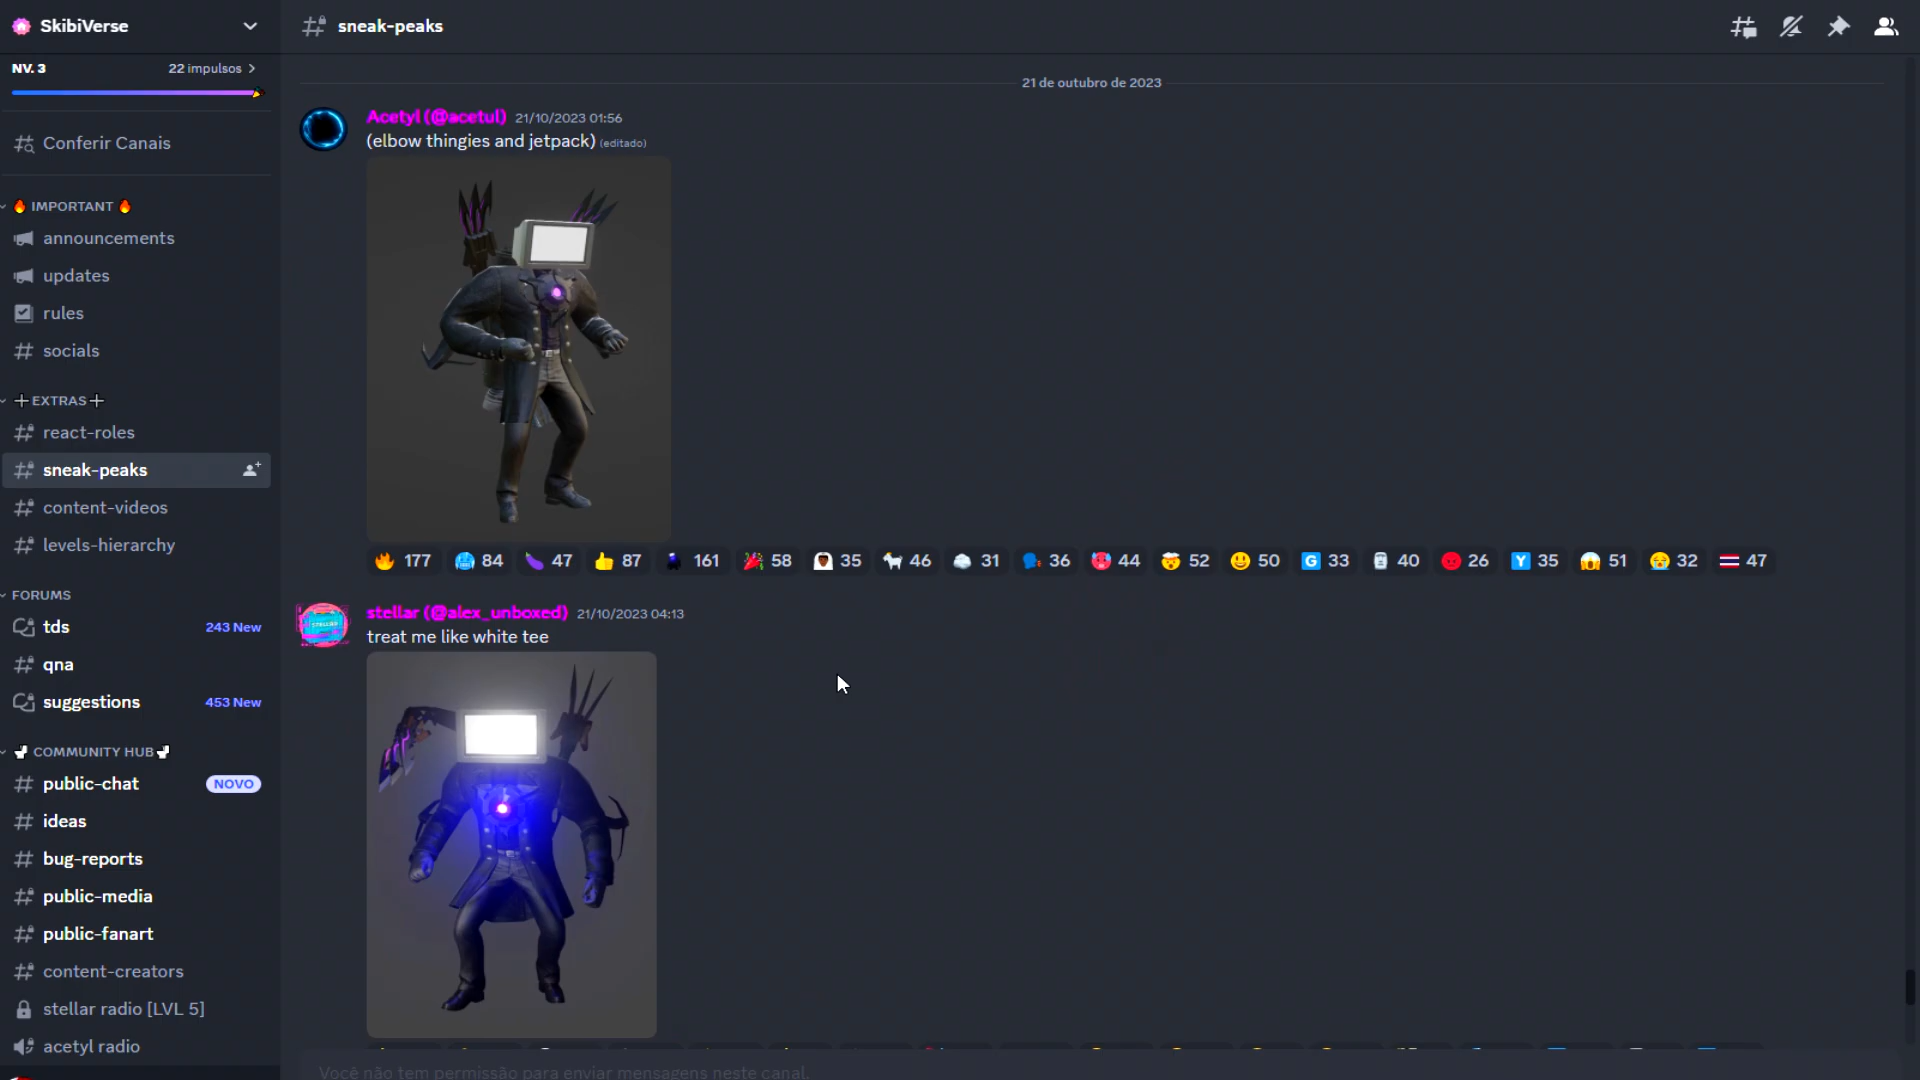 SkibiVerse
NV. 3
22 impulsos
Conferir Canais
IMPORTANT
announcements
updates
rules
socials
EXTRAS
react-roles
sneak-peaks
content-videos
levels-hierarchy
FORUMS
tds 243 New
qna
suggestions 453 New
COMMUNITY HUB
public-chat NOVO
ideas
bug-reports
public-media
public-fanart
content-creators
stellar radio [LVL 5]
acetyl radio
sneak-peaks
21 de outubro de 2023
Acetyl (@acetul) 21/10/2023 01:56
(elbow thingies and jetpack) (editado)
177 84 47 87 161 58 35 46 31 36 44 52 50 G 33 40 26 Y 35 51 32 47
stellar (@alex_unboxed) 21/10/2023 04:13
treat me like white tee
Você não tem permissão para enviar mensagens neste canal.